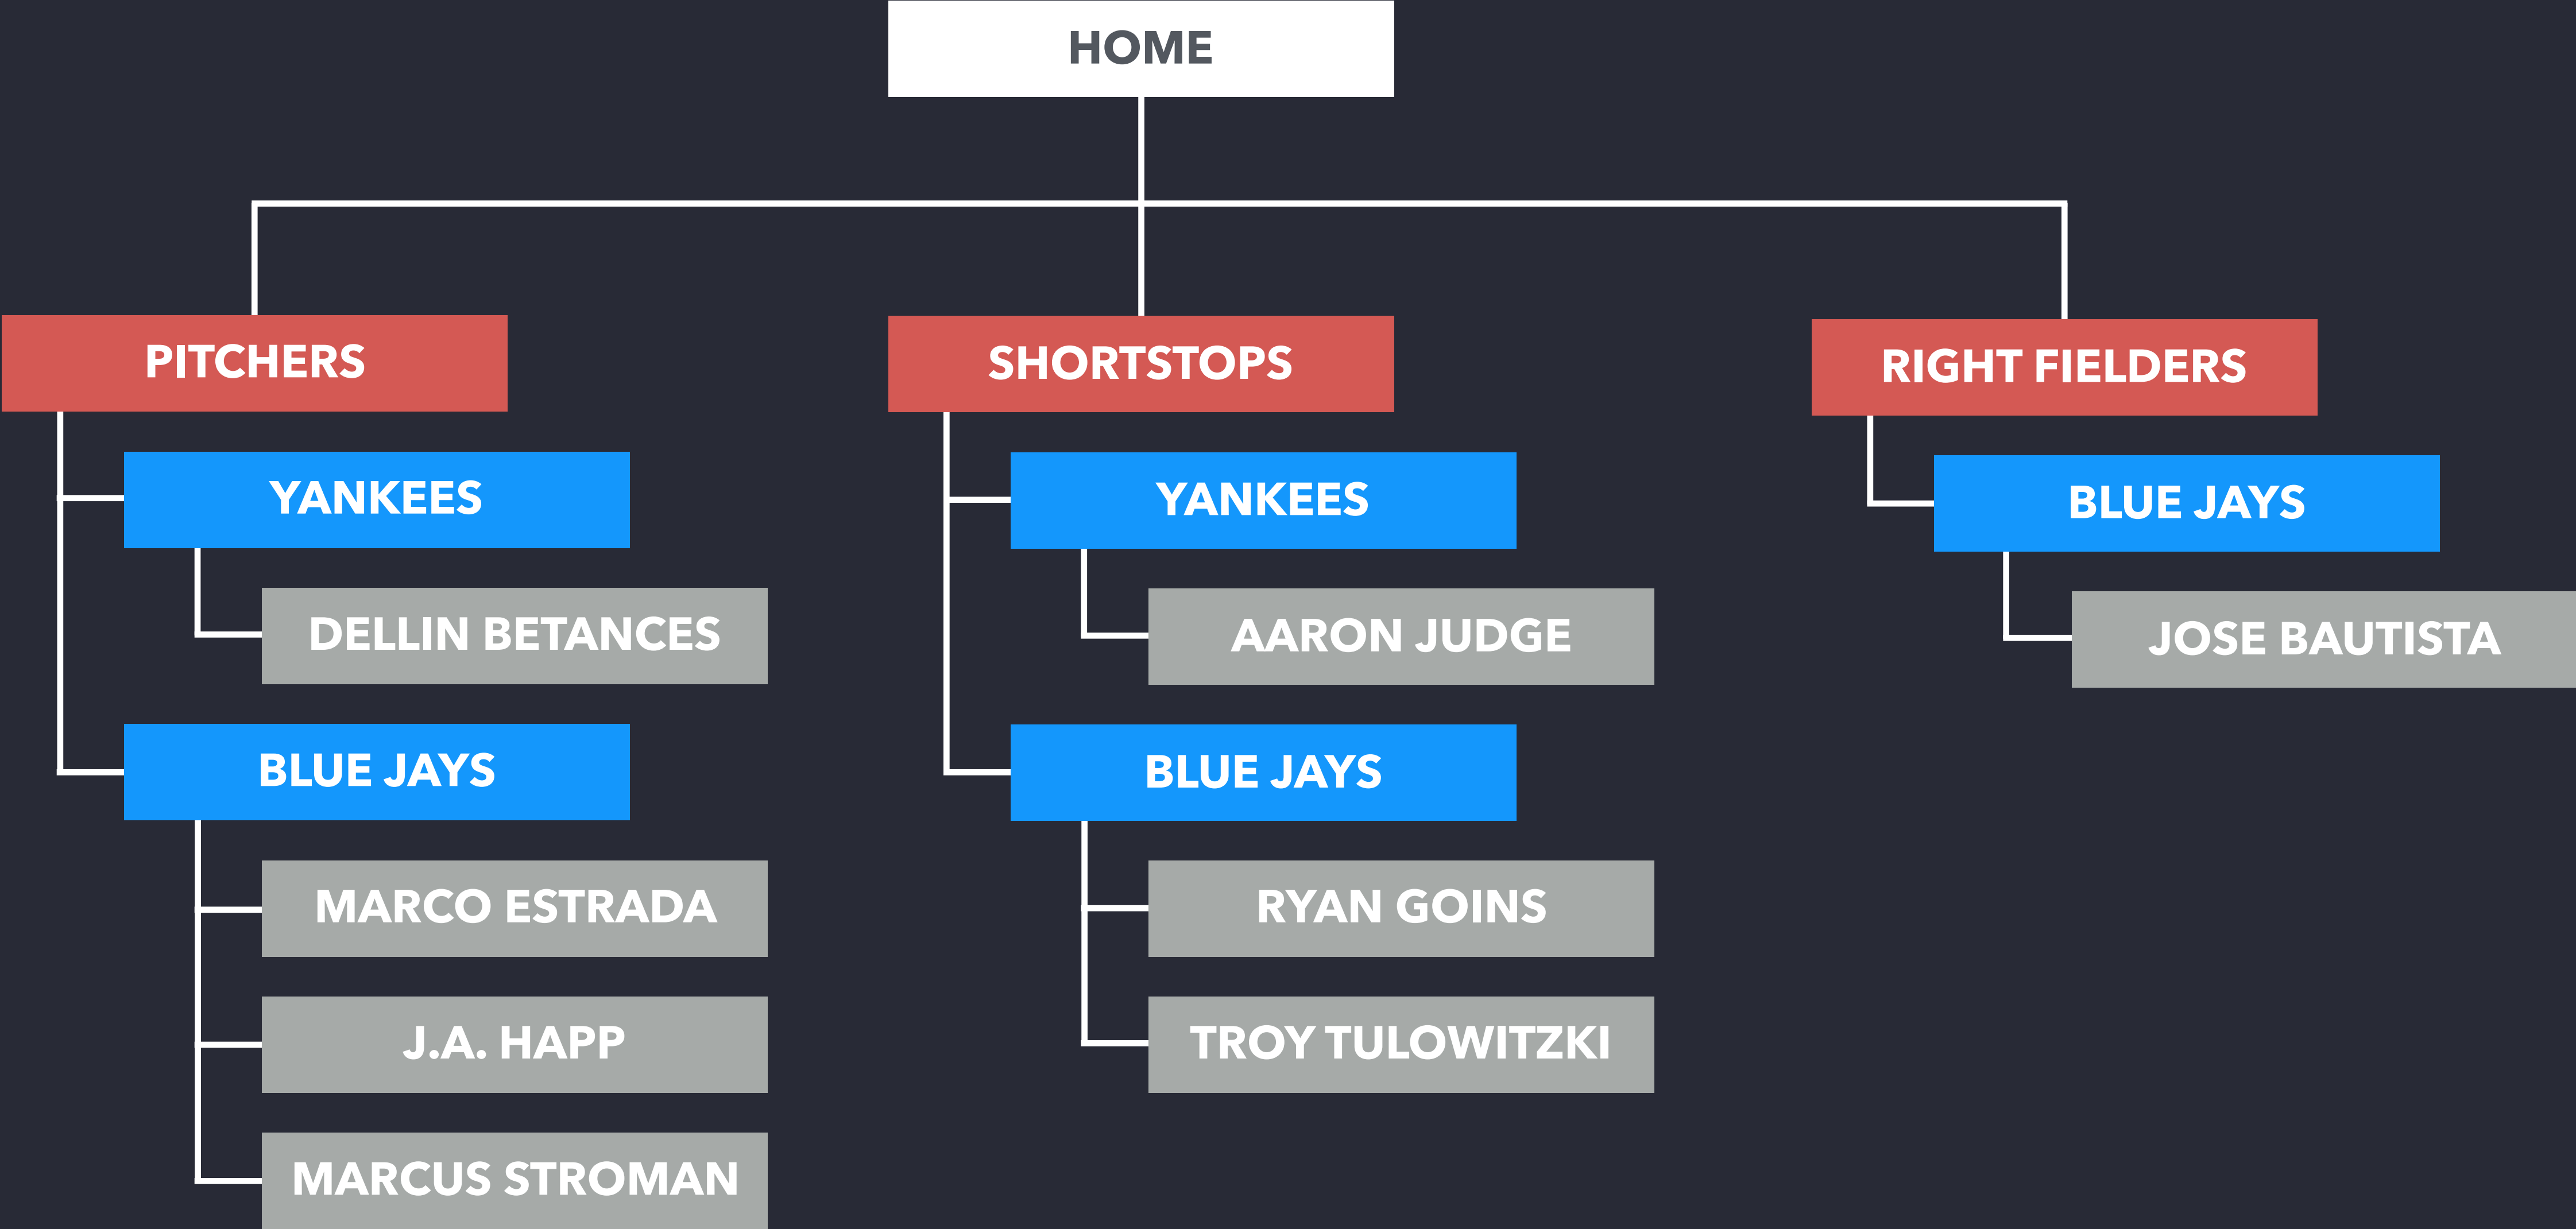 HOME
PITCHERS
YANKEES
DELLIN BETANCES
BLUE JAYS
MARCO ESTRADA
J.A. HAPP
MARCUS STROMAN
SHORTSTOPS
YANKEES
AARON JUDGE
BLUE JAYS
RYAN GOINS
TROY TULOWITZKI
RIGHT FIELDERS
BLUE JAYS
JOSE BAUTISTA